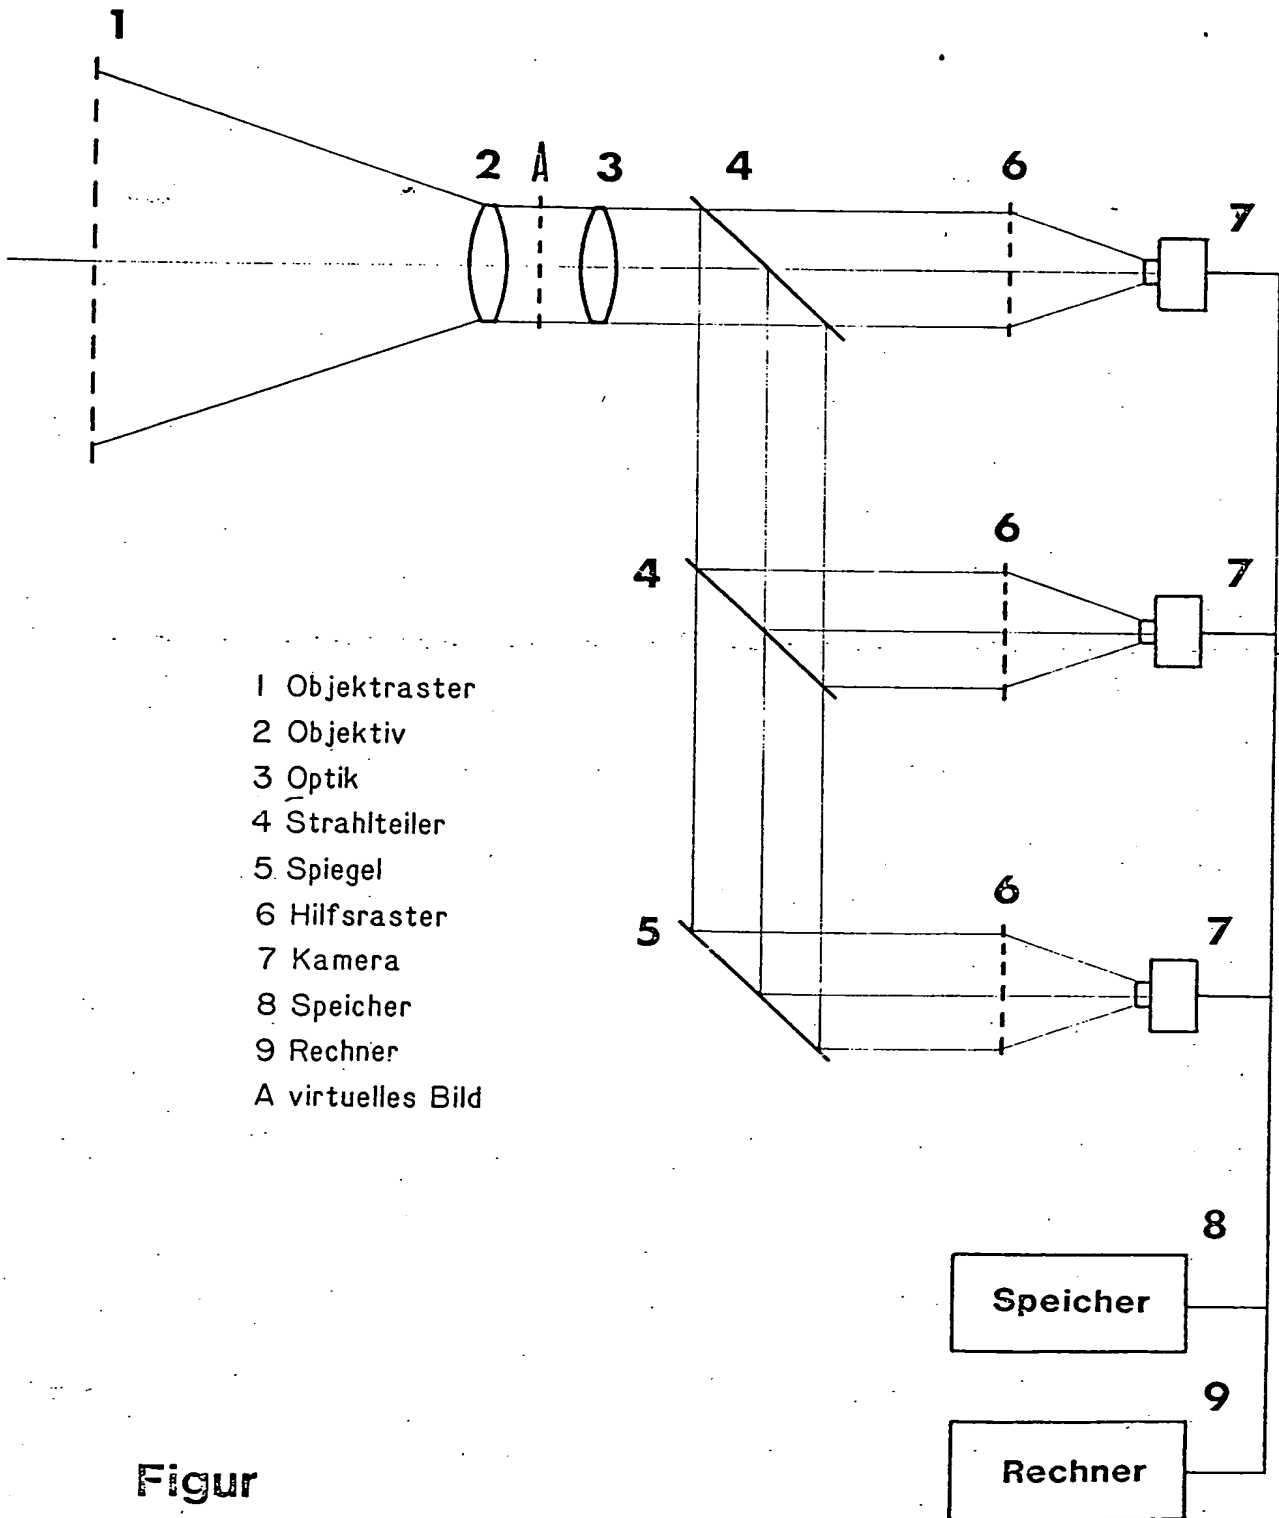 1
2 A 3 4 6
7
6
4 7
1 Objektraster
2 Objektiv
3 Optik
4 Strahlteiler
5 Spiegel
6 Hilfsraster
7 Kamera
8 Speicher
9 Rechner
A virtuelles Bild
6
5 7
8
Speicher
9
Rechner
Figur